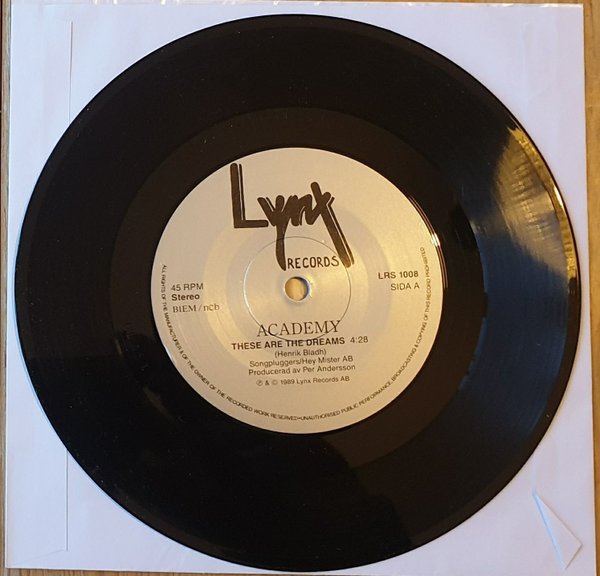 Lynx
RECORDS
45 RPM
Stereo
BIEM / ncb
LRS 1008
SIDA A
ACADEMY
THESE ARE THE DREAMS 4:28
(Henrik Bladh)
Songpluggers/Hey Mister AB
Producerad av Per Andersson
℗ & © 1989 Lynx Records AB
ALL RIGHTS OF THE MANUFACTURER & OF THE OWNER OF THE RECORDED WORK RESERVED–UNAUTHORISED PUBLIC PERFORMANCE, BROADCASTING & COPYING OF THIS RECORD PROHIBITED